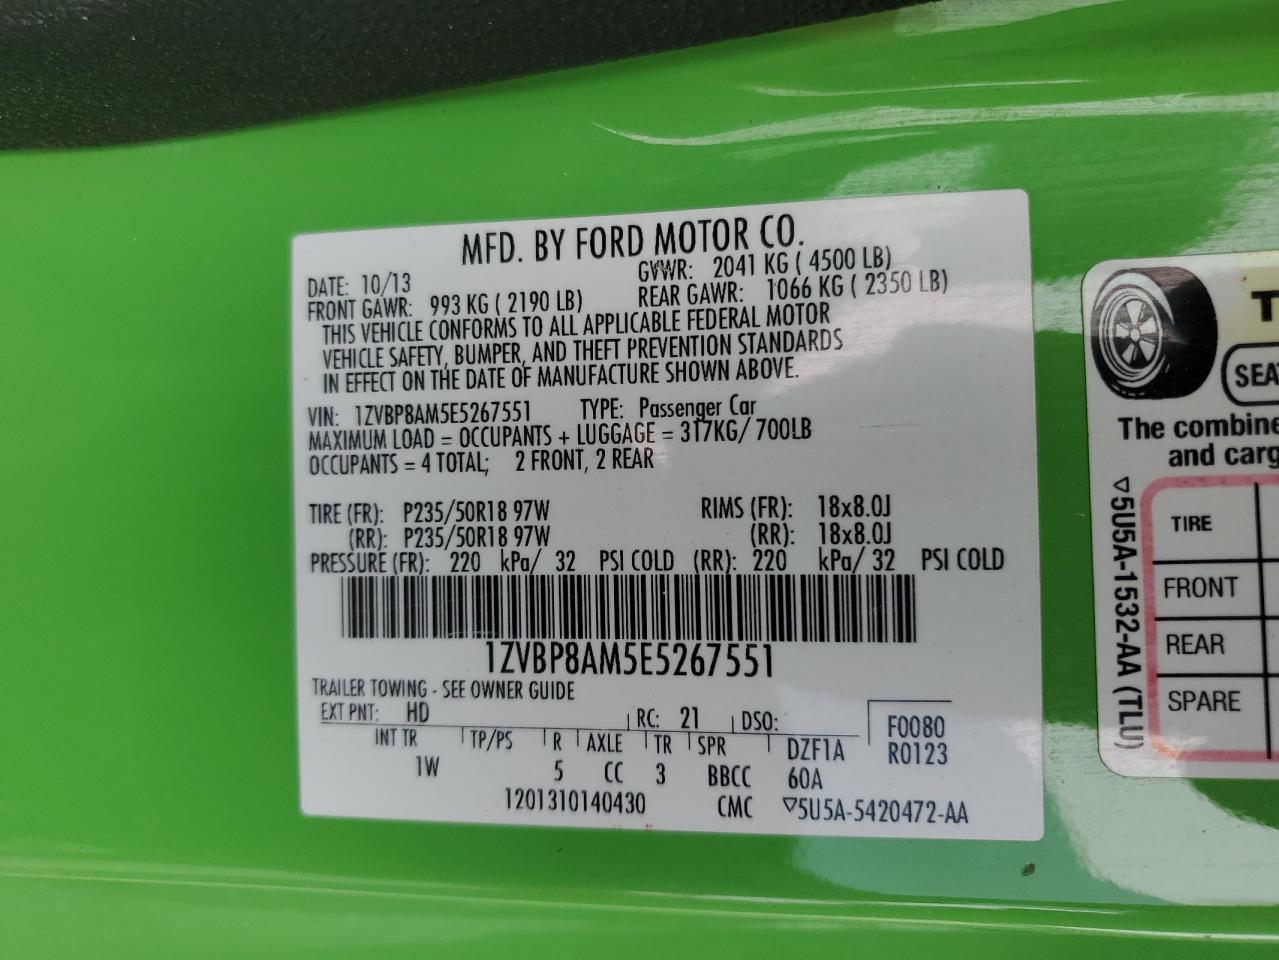 MFD. BY FORD MOTOR CO.
DATE: 10/13 GVWR: 2041 KG ( 4500 LB)
FRONT GAWR: 993 KG ( 2190 LB) REAR GAWR: 1066 KG ( 2350 LB)
THIS VEHICLE CONFORMS TO ALL APPLICABLE FEDERAL MOTOR
VEHICLE SAFETY, BUMPER, AND THEFT PREVENTION STANDARDS
IN EFFECT ON THE DATE OF MANUFACTURE SHOWN ABOVE.
VIN: 1ZVBP8AM5E5267551 TYPE: Passenger Car
MAXIMUM LOAD = OCCUPANTS + LUGGAGE = 317KG/ 700LB
OCCUPANTS = 4 TOTAL; 2 FRONT, 2 REAR
TIRE (FR): P235/50R18 97W RIMS (FR): 18x8.0J
(RR): P235/50R18 97W (RR): 18x8.0J
PRESSURE (FR): 220 kPa/ 32 PSI COLD (RR): 220 kPa/ 32 PSI COLD
1ZVBP8AM5E5267551
TRAILER TOWING - SEE OWNER GUIDE
EXT PNT: HD RC: 21 DSO: F0080
INT TR TP/PS R AXLE TR SPR DZF1A R0123
1W 5 CC 3 BBCC 60A
1201310140430 CMC ▽5U5A-5420472-AA
T
SEA
The combine
and carg
TIRE
FRONT
REAR
SPARE
▽5U5A-1532-AA (TLU)